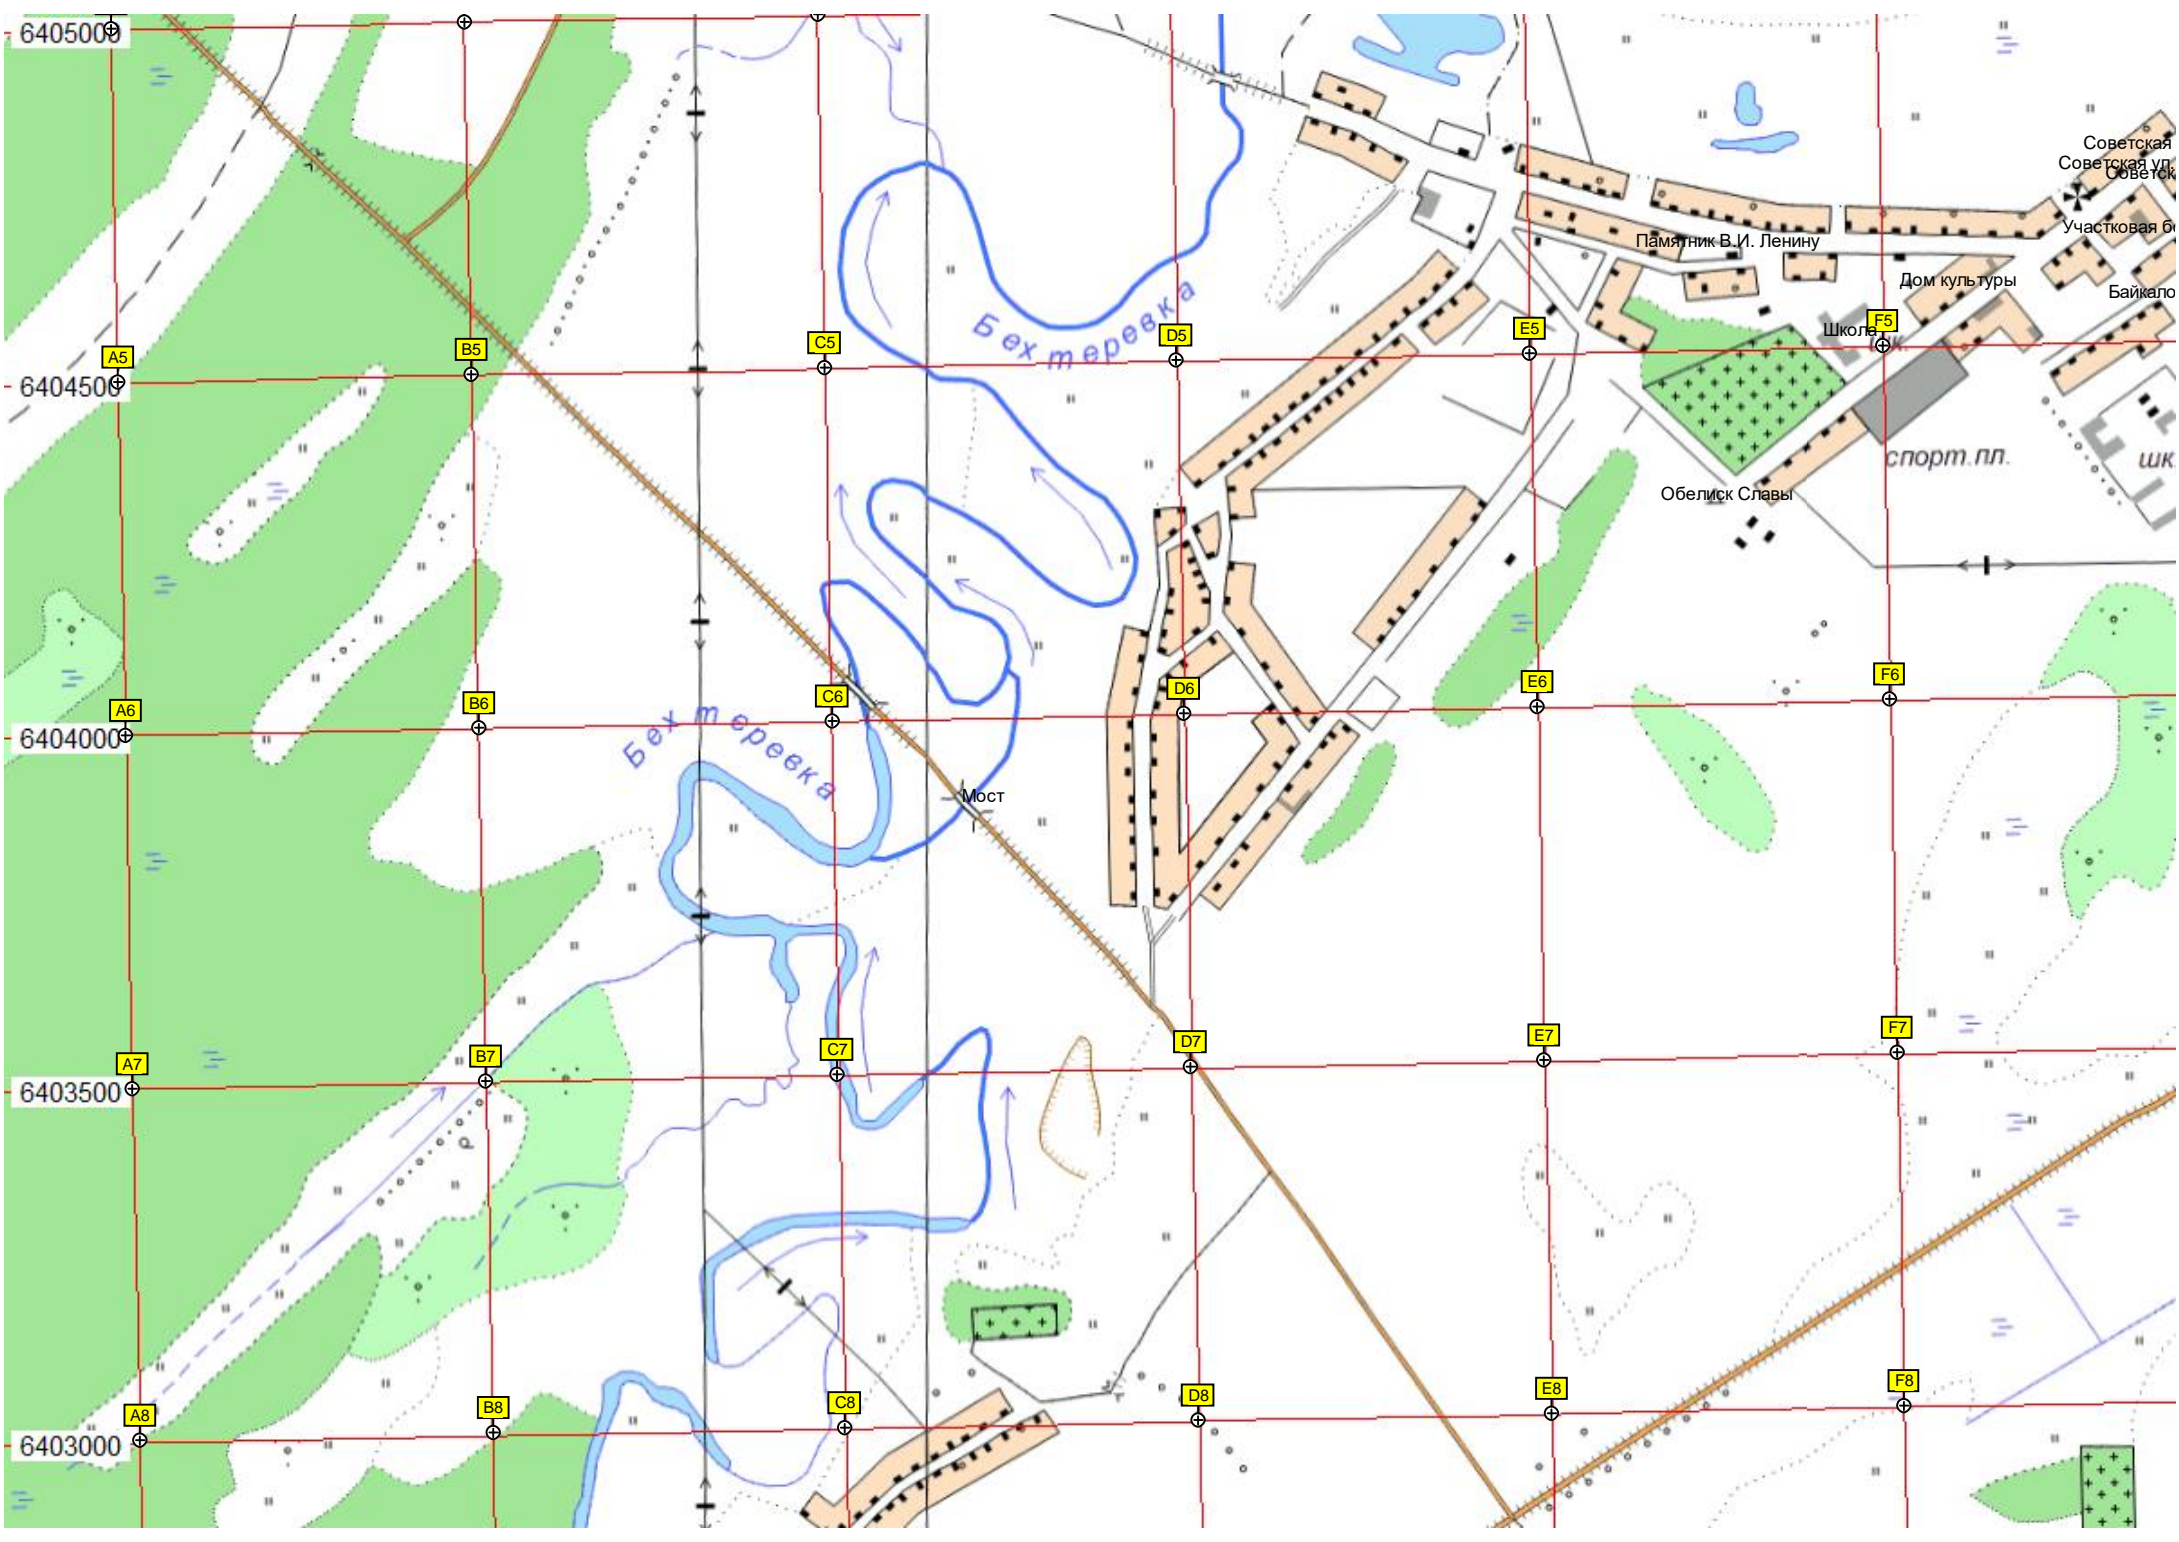 6405000
Советская
Советская ул.
Советск
Участковая бо
Памятник В.И. Ленину
Дом культуры
Байкало
Бехтеревка
Школа
шк.
A5
B5
C5
D5
E5
F5
6404500
спорт.пл.
шк.
Обелиск Славы
A6
B6
C6
D6
E6
F6
6404000
Бехтеревка
Мост
A7
B7
C7
D7
E7
F7
6403500
A8
B8
C8
D8
E8
F8
6403000